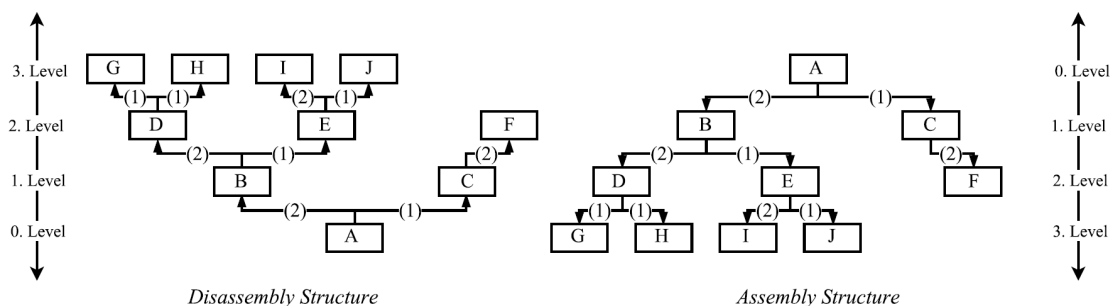 3. Level
G
H
I
J
A
0. Level
(1)
(1)
(2)
(1)
(2)
(1)
2. Level
D
E
F
B
C
1. Level
(2)
(1)
(2)
(2)
(1)
(2)
1. Level
B
C
D
E
F
2. Level
(2)
(1)
(1)
(1)
(2)
(1)
0. Level
A
G
H
I
J
3. Level
Disassembly Structure
Assembly Structure